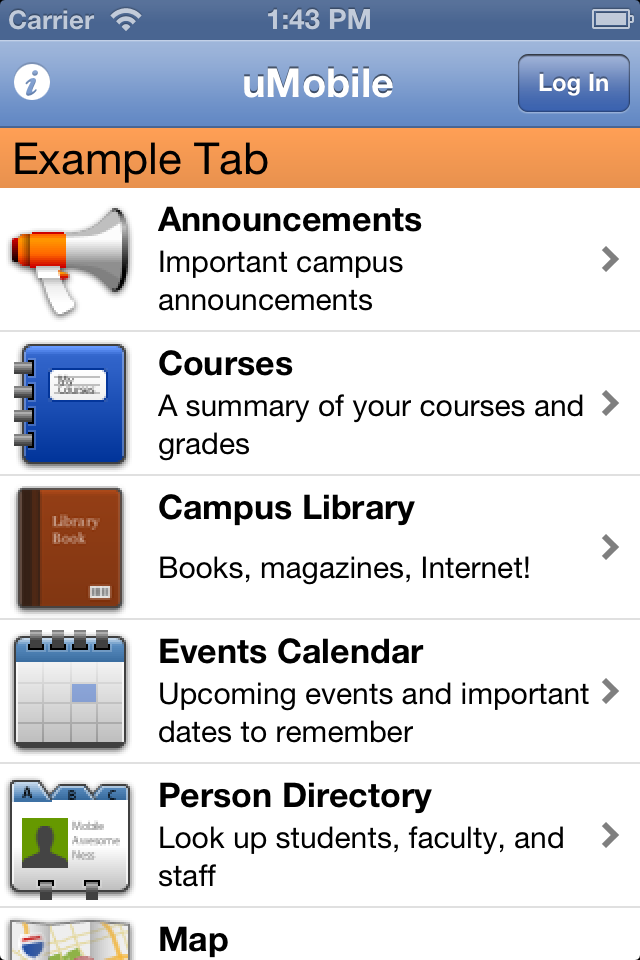 Carrier 1:43 PM
i uMobile Log In
Example Tab
Announcements
Important campus
announcements
My
Courses
Courses
A summary of your courses and
grades
Library
Book
Campus Library
Books, magazines, Internet!
Events Calendar
Upcoming events and important
dates to remember
A B C
Mobile
Awesome
Ness
Person Directory
Look up students, faculty, and
staff
Map